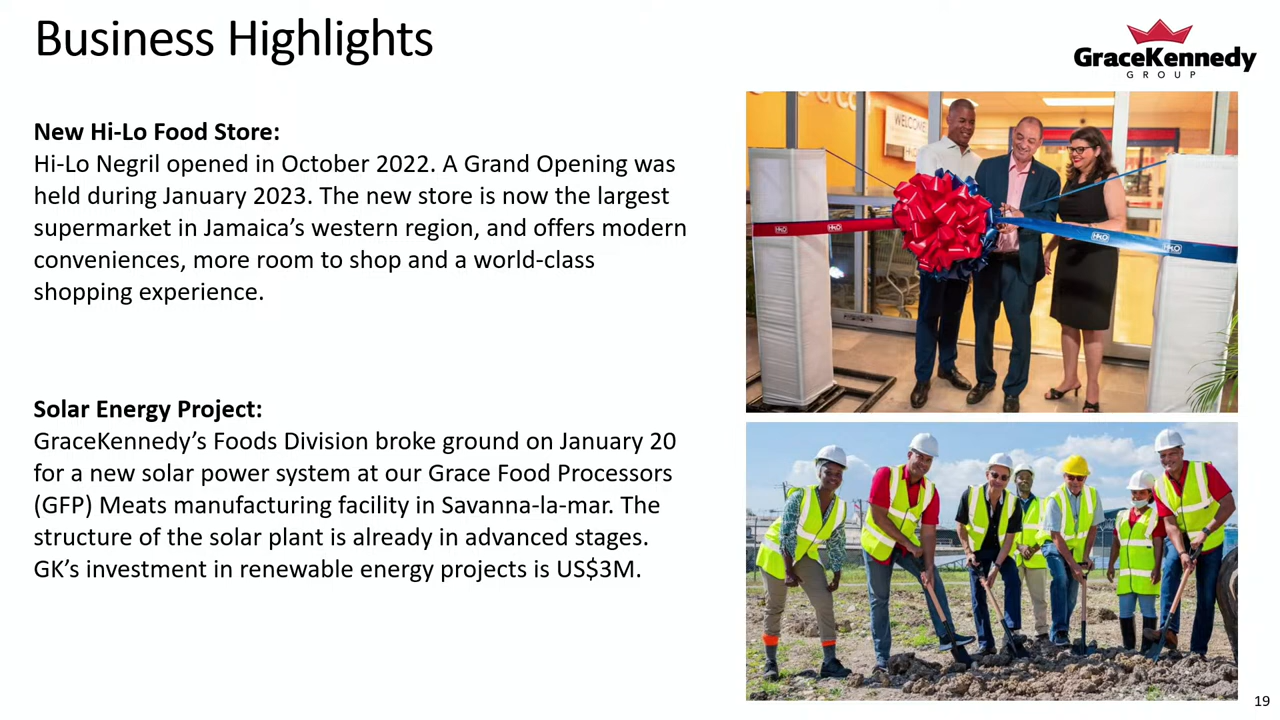 Business Highlights
GraceKennedy
GROUP
New Hi-Lo Food Store:
Hi-Lo Negril opened in October 2022. A Grand Opening was
held during January 2023. The new store is now the largest
supermarket in Jamaica’s western region, and offers modern
conveniences, more room to shop and a world-class
shopping experience.
WELCOME
Solar Energy Project:
GraceKennedy’s Foods Division broke ground on January 20
for a new solar power system at our Grace Food Processors
(GFP) Meats manufacturing facility in Savanna-la-mar. The
structure of the solar plant is already in advanced stages.
GK’s investment in renewable energy projects is US$3M.
19